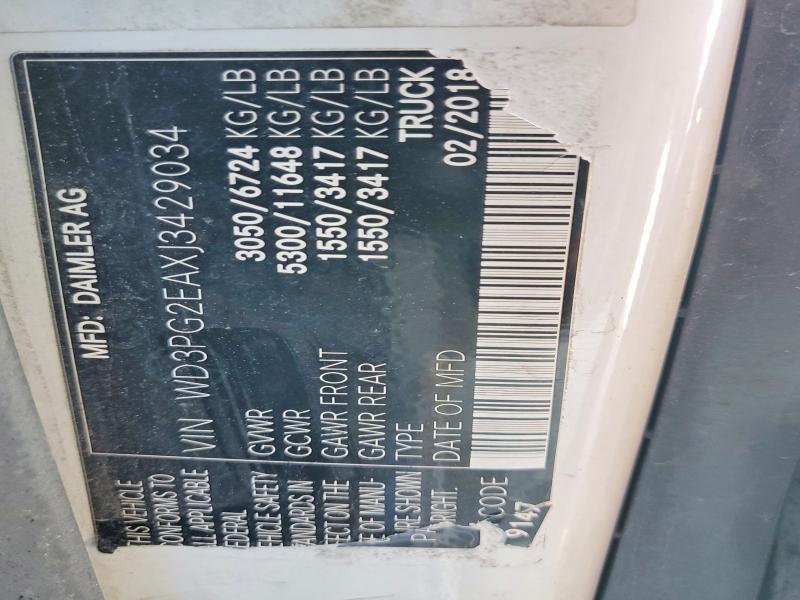 MFD: DAIMLER AG
VIN WD3PG2EAXJ3429034
THIS VEHICLE
CONFORMS TO
ALL APPLICABLE
FEDERAL
VEHICLE SAFETY
STANDARDS IN
EFFECT ON THE
OF MANU-
SHOWN
RIGHT.
GVWR 3050/6724 KG/LB
GCWR 5300/11648 KG/LB
GAWR FRONT 1550/3417 KG/LB
GAWR REAR 1550/3417 KG/LB
TYPE TRUCK
DATE OF MFD 02/2018
CODE
9147